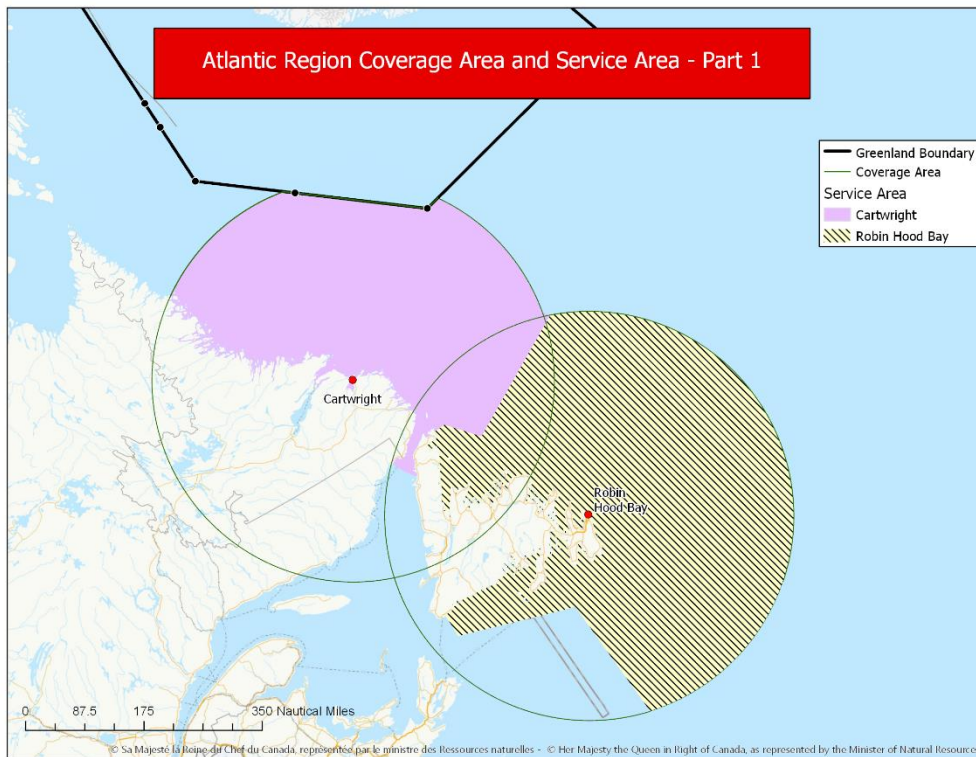 Atlantic Region Coverage Area and Service Area - Part 1
Greenland Boundary
Coverage Area
Service Area
Cartwright
Robin Hood Bay
Cartwright
Robin
Hood Bay
0 87.5 175 350 Nautical Miles
© Sa Majesté la Reine du Chef du Canada, représentée par le ministre des Ressources naturelles - © Her Majesty the Queen in Right of Canada, as represented by the Minister of Natural Resource